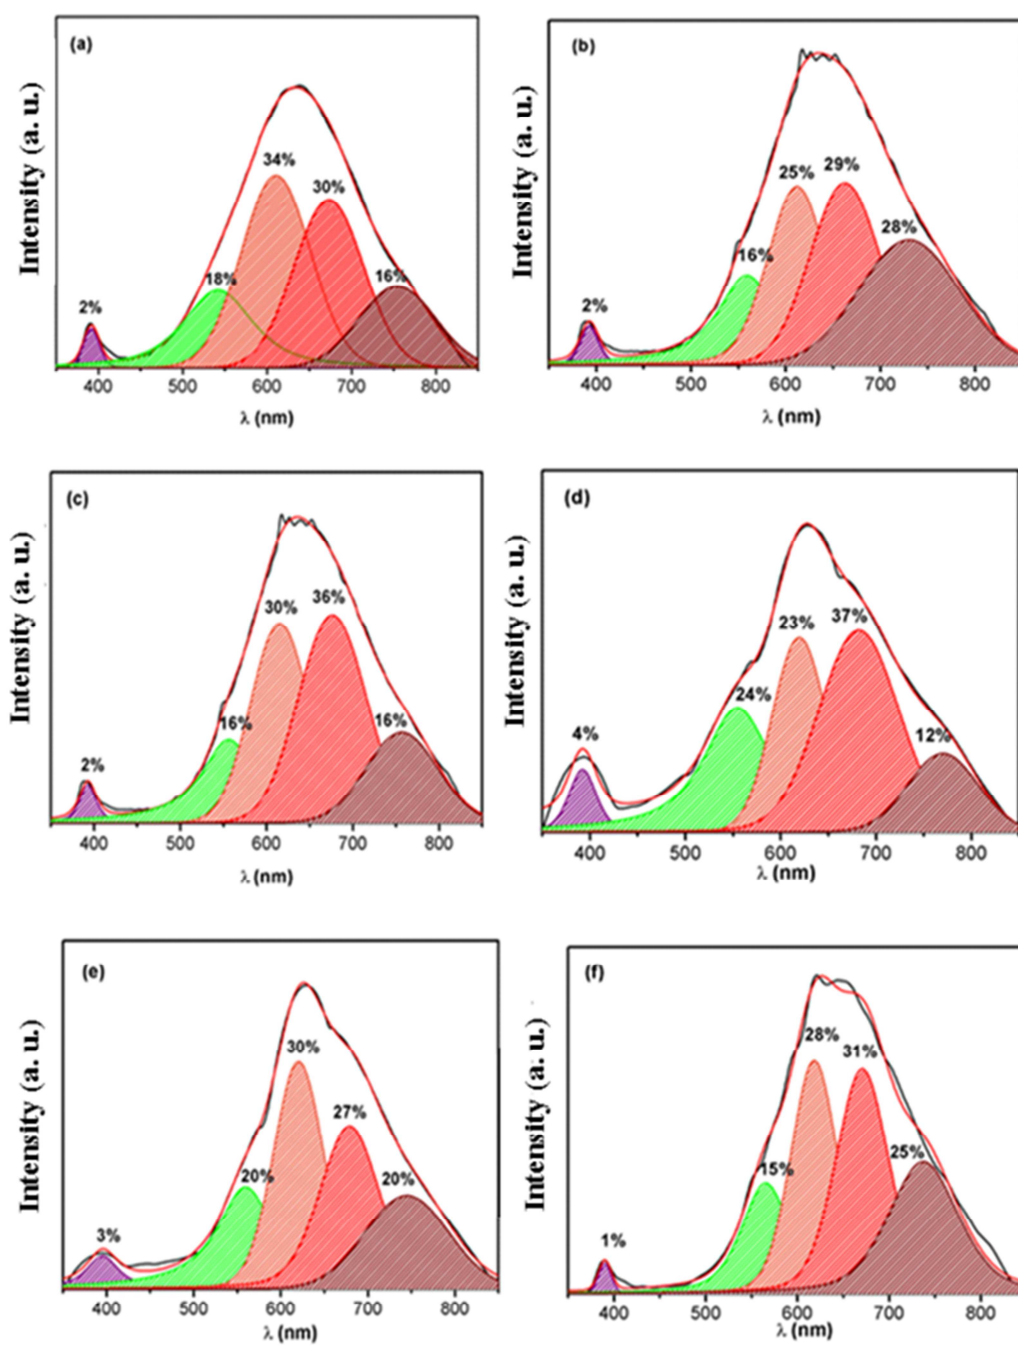 (a)
Intensity (a. u.)
2%
18%
34%
30%
16%
400 500 600 700 800
λ (nm)
(b)
Intensity (a. u.)
2%
16%
25%
29%
28%
400 500 600 700 800
λ (nm)
(c)
Intensity (a. u.)
2%
16%
30%
36%
16%
400 500 600 700 800
λ (nm)
(d)
Intensity (a. u.)
4%
24%
23%
37%
12%
400 500 600 700 800
λ (nm)
(e)
Intensity (a. u.)
3%
20%
30%
27%
20%
400 500 600 700 800
λ (nm)
(f)
Intensity (a. u.)
1%
15%
28%
31%
25%
400 500 600 700 800
λ (nm)